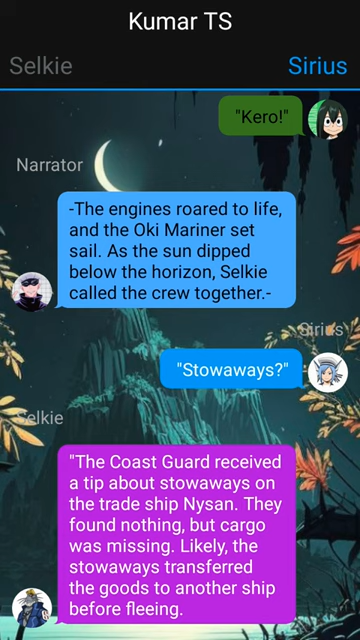 Kumar TS
Selkie
Sirius
"Kero!"
Narrator
-The engines roared to life,
and the Oki Mariner set
sail. As the sun dipped
below the horizon, Selkie
called the crew together.-
Sirius
"Stowaways?"
Selkie
"The Coast Guard received
a tip about stowaways on
the trade ship Nysan. They
found nothing, but cargo
was missing. Likely, the
stowaways transferred
the goods to another ship
before fleeing.